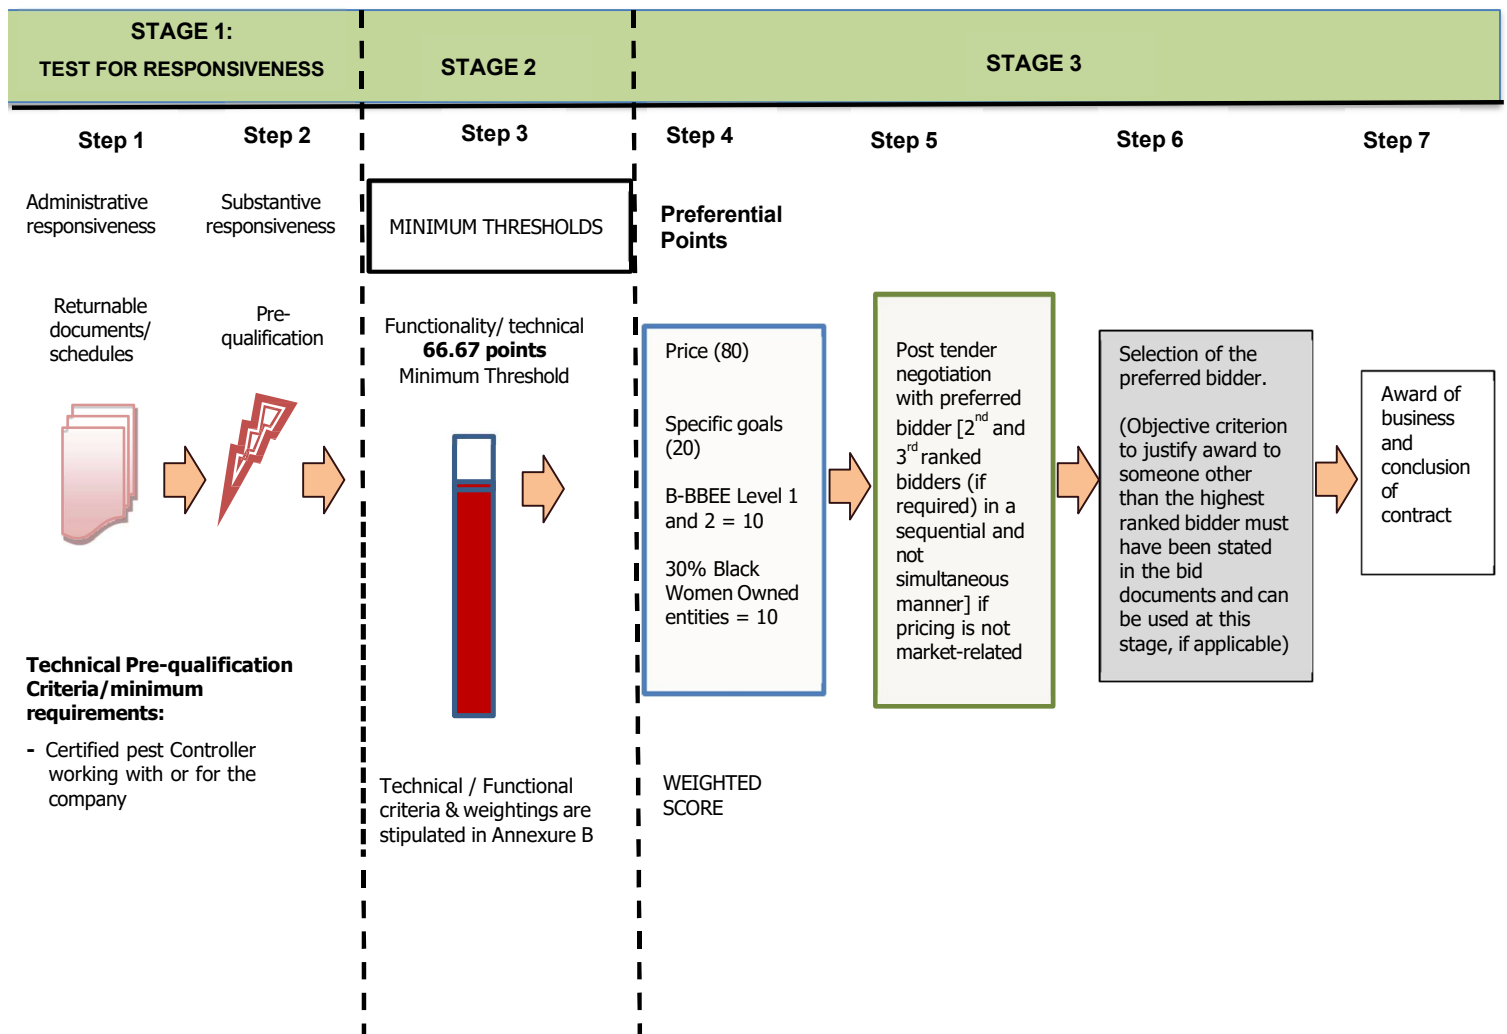 STAGE 1:
TEST FOR RESPONSIVENESS
STAGE 2
STAGE 3
Step 1
Step 2
Step 3
Step 4
Step 5
Step 6
Step 7
Administrative
responsiveness
Substantive
responsiveness
MINIMUM THRESHOLDS
Preferential
Points
Returnable
documents/
schedules
Pre-
qualification
Functionality/ technical
66.67 points
Minimum Threshold
Price (80)
Specific goals
(20)
B-BBEE Level 1
and 2 = 10
30% Black
Women Owned
entities = 10
Post tender
negotiation
with preferred
bidder [2nd and
3rd ranked
bidders (if
required) in a
sequential and
not
simultaneous
manner] if
pricing is not
market-related
Selection of the
preferred bidder.
(Objective criterion
to justify award to
someone other
than the highest
ranked bidder must
have been stated
in the bid
documents and can
be used at this
stage, if applicable)
Award of
business
and
conclusion
of
contract
Technical Pre-qualification
Criteria/minimum
requirements:
- Certified pest Controller
working with or for the
company
Technical / Functional
criteria & weightings are
stipulated in Annexure B
WEIGHTED
SCORE